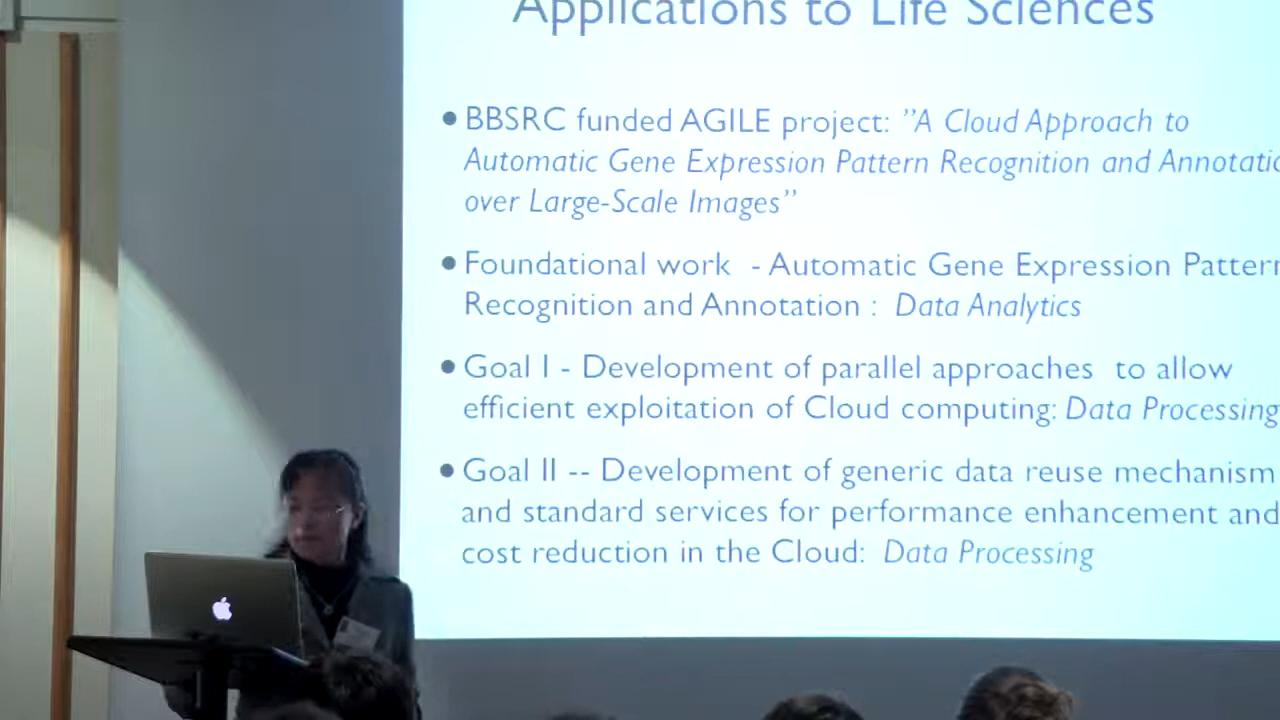 Applications to Life Sciences
•BBSRC funded AGILE project: ”A Cloud Approach to
Automatic Gene Expression Pattern Recognition and Annotatio
over Large-Scale Images”
•Foundational work - Automatic Gene Expression Pattern
Recognition and Annotation : Data Analytics
•Goal I - Development of parallel approaches to allow
efficient exploitation of Cloud computing: Data Processing
•Goal II -- Development of generic data reuse mechanism
and standard services for performance enhancement and
cost reduction in the Cloud: Data Processing